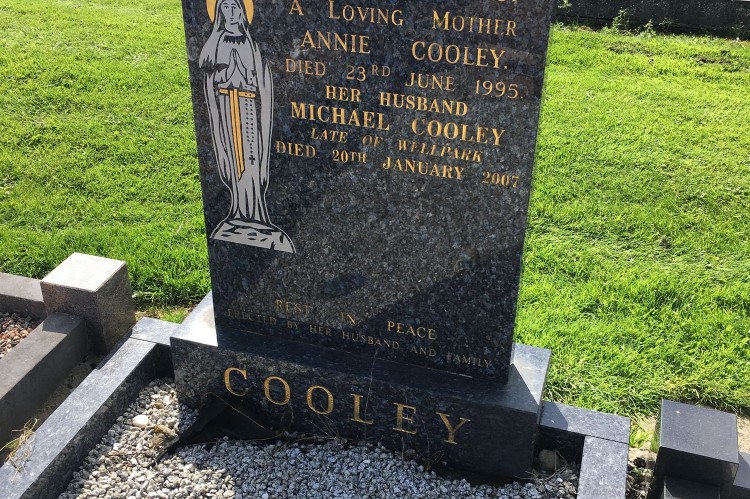 A LOVING MOTHER
ANNIE COOLEY.
DIED 23RD JUNE 1995.
HER HUSBAND
MICHAEL COOLEY
LATE OF WELLPARK
DIED 20TH JANUARY 2007
REST IN PEACE
ERECTED BY HER HUSBAND AND FAMILY
COOLEY